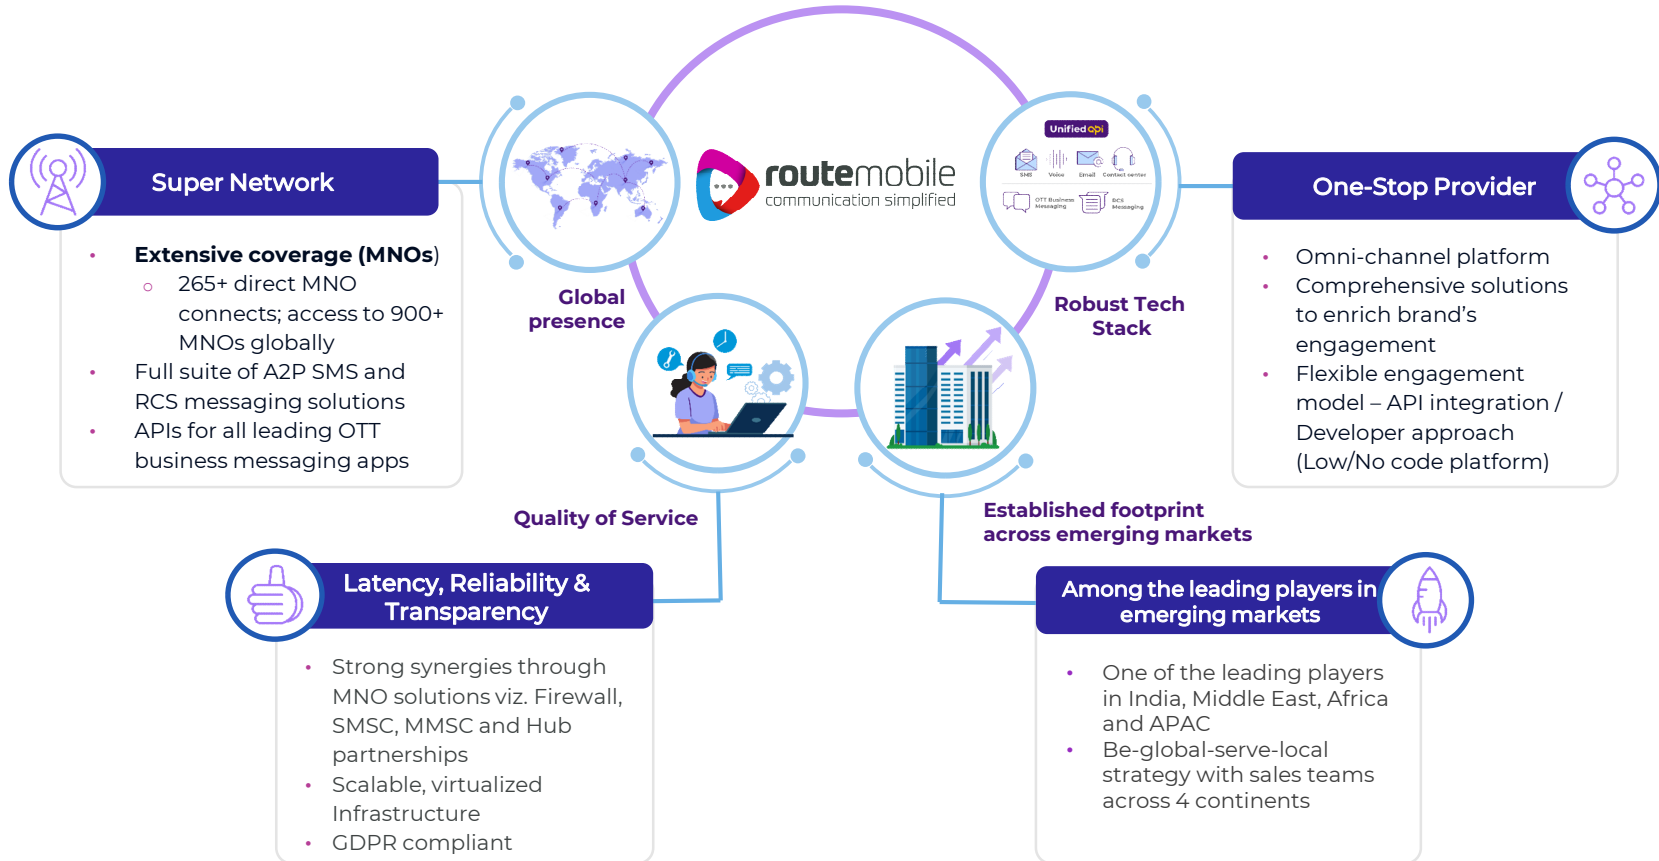 routemobile
communication simplified
Super Network
• Extensive coverage (MNOs)
o 265+ direct MNO
connects; access to 900+
MNOs globally
• Full suite of A2P SMS and
RCS messaging solutions
• APIs for all leading OTT
business messaging apps
Global
presence
Unified api
SMS
Voice
Email
Contact center
OTT Business
Messaging
RCS
Messaging
Robust Tech
Stack
One-Stop Provider
• Omni-channel platform
• Comprehensive solutions
to enrich brand’s
engagement
• Flexible engagement
model – API integration /
Developer approach
(Low/No code platform)
Quality of Service
Latency, Reliability &
Transparency
• Strong synergies through
MNO solutions viz. Firewall,
SMSC, MMSC and Hub
partnerships
• Scalable, virtualized
Infrastructure
• GDPR compliant
Established footprint
across emerging markets
Among the leading players in
emerging markets
• One of the leading players
in India, Middle East, Africa
and APAC
• Be-global-serve-local
strategy with sales teams
across 4 continents